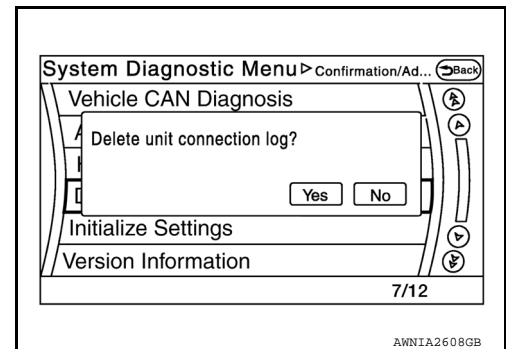 System Diagnostic Menu ▷ Confirmation/Ad... Back
Vehicle CAN Diagnosis
Delete unit connection log?
Yes No
Initialize Settings
Version Information
7/12
AWNIA2608GB